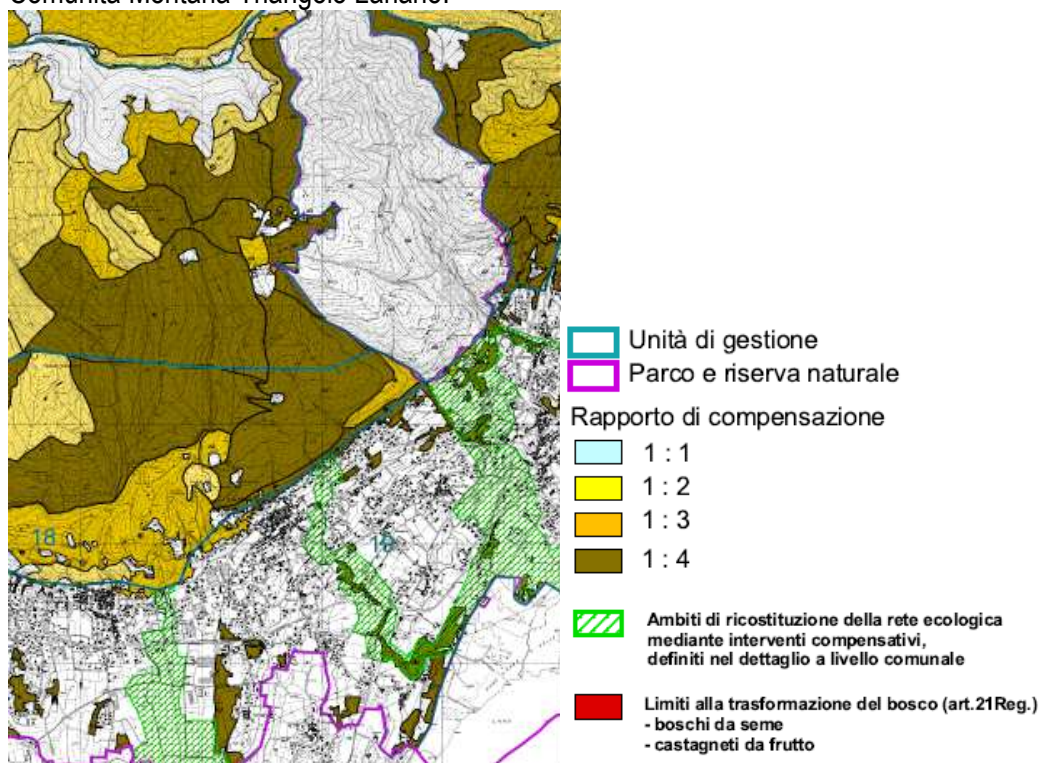 Comunità Montana Triangolo Lariano.
Unità di gestione
Parco e riserva naturale
Rapporto di compensazione
1 : 1
1 : 2
1 : 3
1 : 4
Ambiti di ricostituzione della rete ecologica
mediante interventi compensativi,
definiti nel dettaglio a livello comunale
Limiti alla trasformazione del bosco (art.21Reg.)
- boschi da seme
- castagneti da frutto
18
18